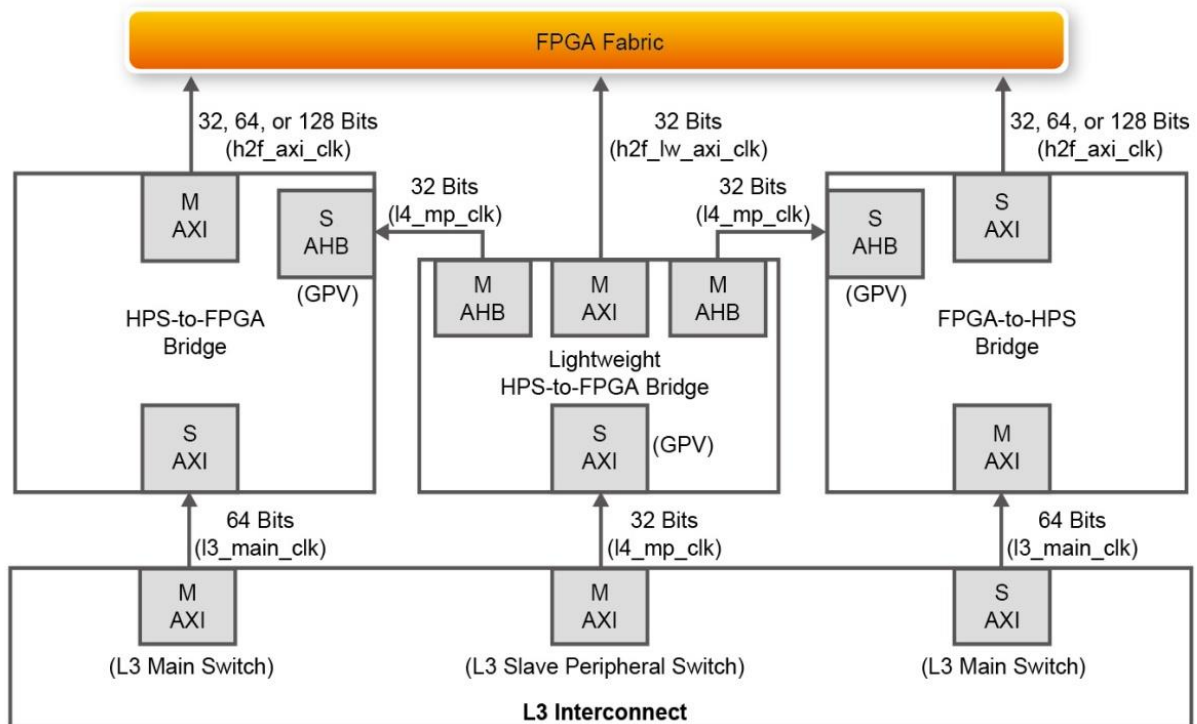 FPGA Fabric
32, 64, or 128 Bits
(h2f_axi_clk)
32 Bits
(h2f_lw_axi_clk)
32, 64, or 128 Bits
(h2f_axi_clk)
M
AXI
S
AHB
(GPV)
HPS-to-FPGA
Bridge
S
AXI
32 Bits
(l4_mp_clk)
32 Bits
(l4_mp_clk)
M
AHB
M
AXI
M
AHB
Lightweight
HPS-to-FPGA Bridge
S
AXI
(GPV)
S
AHB
(GPV)
S
AXI
FPGA-to-HPS
Bridge
M
AXI
64 Bits
(l3_main_clk)
32 Bits
(l4_mp_clk)
64 Bits
(l3_main_clk)
M
AXI
(L3 Main Switch)
M
AXI
(L3 Slave Peripheral Switch)
S
AXI
(L3 Main Switch)
L3 Interconnect